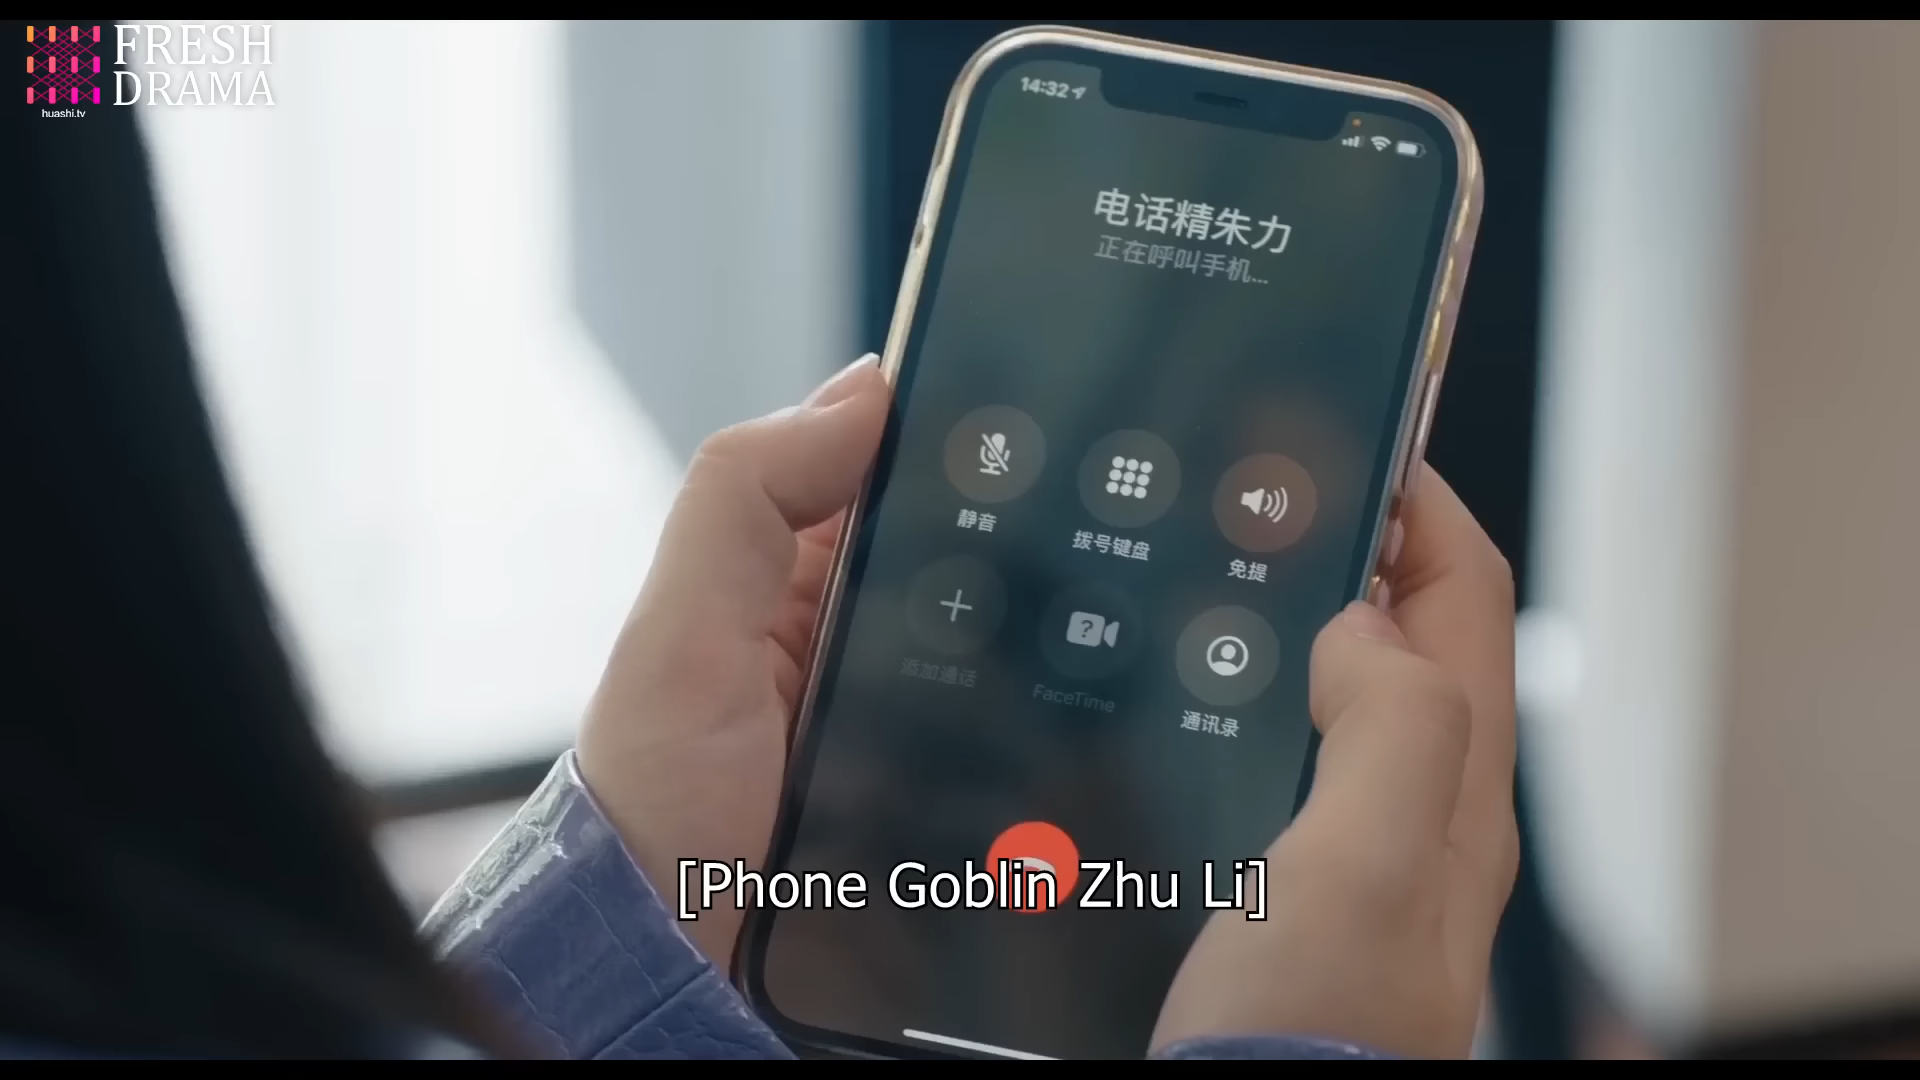 FRESH
DRAMA
huashi.tv
14:32
电话精朱力
正在呼叫手机...
静音
拨号键盘
免提
?
添加通话
FaceTime
通讯录
[Phone Goblin Zhu Li]